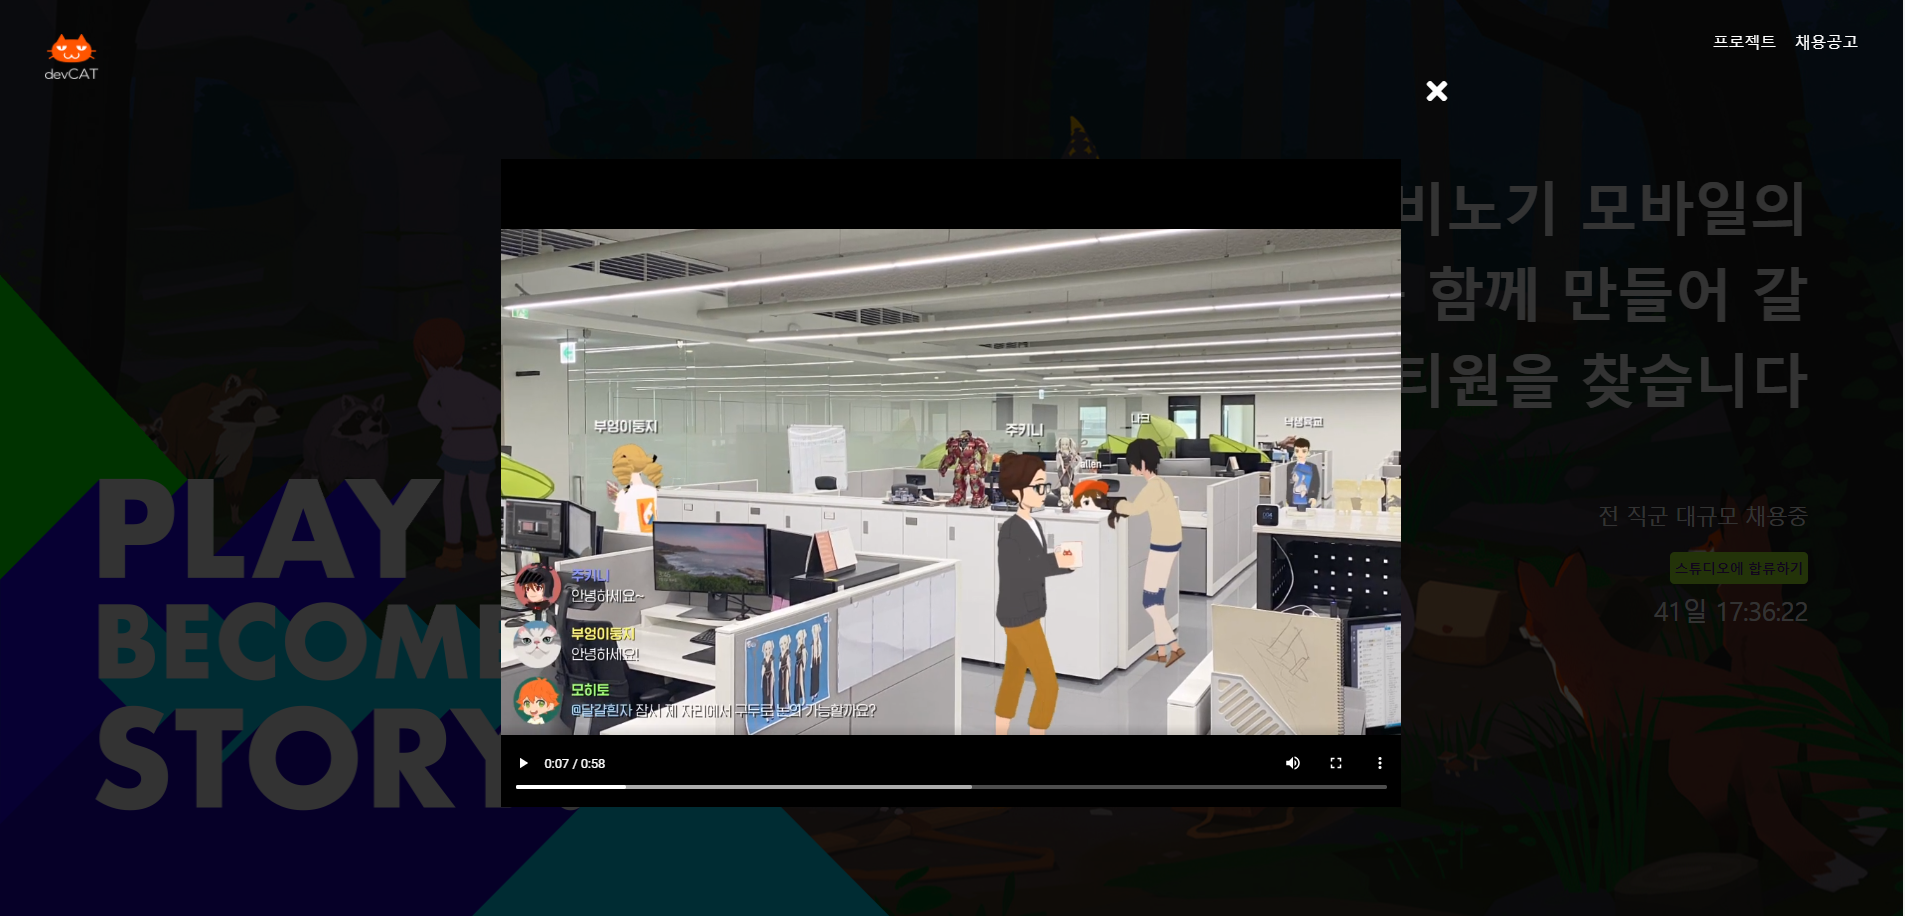 devCAT
프로젝트 채용공고
비노기 모바일의
함께 만들어 갈
티원을 찾습니다
전 직군 대규모 채용중
스튜디오에 합류하기
41일 17:36:22
PLAY
BECOME
STORY
부엉이둥지
주키니
나크
allen
주키니
안녕하세요~
부엉이둥지
안녕하세요!
모히토
@달걀흰자 잠시 제 자리에서 구두로 논의 가능할까요?
0:07 / 0:58